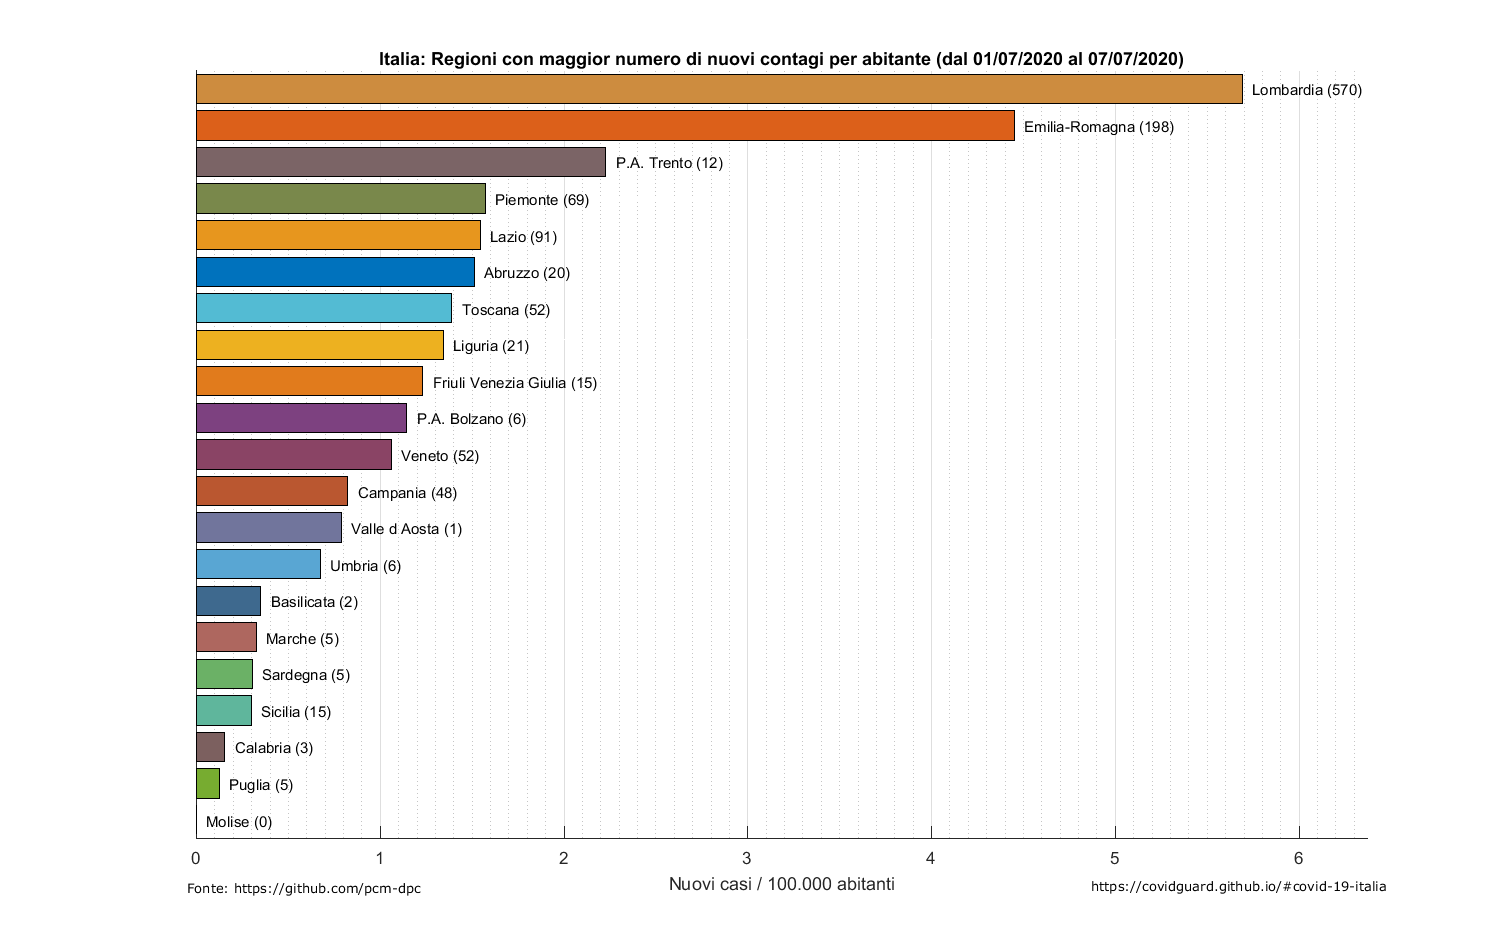 Italia: Regioni con maggior numero di nuovi contagi per abitante (dal 01/07/2020 al 07/07/2020)
Lombardia (570)
Emilia-Romagna (198)
P.A. Trento (12)
Piemonte (69)
Lazio (91)
Abruzzo (20)
Toscana (52)
Liguria (21)
Friuli Venezia Giulia (15)
P.A. Bolzano (6)
Veneto (52)
Campania (48)
Valle d Aosta (1)
Umbria (6)
Basilicata (2)
Marche (5)
Sardegna (5)
Sicilia (15)
Calabria (3)
Puglia (5)
Molise (0)
0 1 2 3 4 5 6
Nuovi casi / 100.000 abitanti
Fonte: https://github.com/pcm-dpc
https://covidguard.github.io/#covid-19-italia